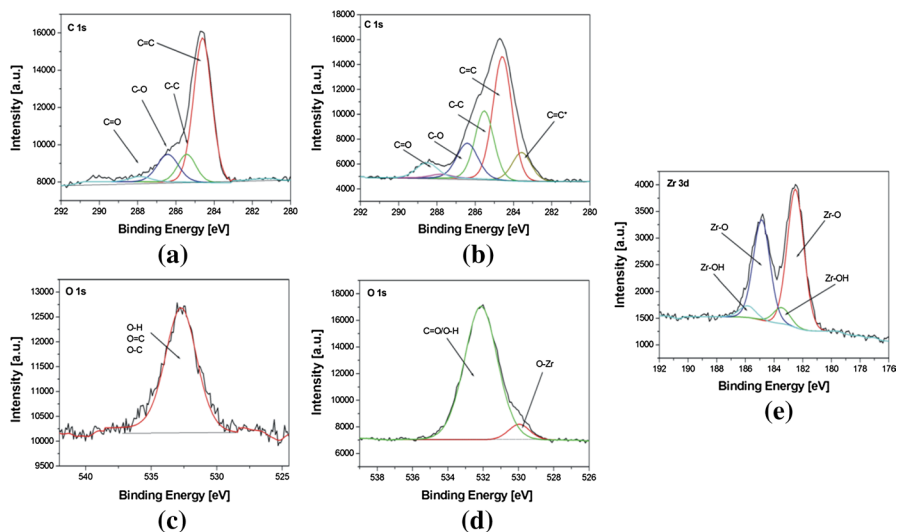 C 1s
C=C
C-O
C-C
C=O
16000
14000
12000
10000
8000
292 290 288 286 284 282 280
Intensity [a.u.]
Binding Energy [eV]
(a)
C 1s
C=C
C-C
C-O
C=O
C=C*
18000
16000
14000
12000
10000
8000
6000
4000
292 290 288 286 284 282 280
Intensity [a.u.]
Binding Energy [eV]
(b)
O 1s
O-H
O=C
O-C
13000
12500
12000
11500
11000
10500
10000
9500
540 535 530 525
Intensity [a.u.]
Binding Energy [eV]
(c)
O 1s
C=O/O-H
O-Zr
18000
16000
14000
12000
10000
8000
6000
538 536 534 532 530 528 526
Intensity [a.u.]
Binding Energy [eV]
(d)
Zr 3d
Zr-O
Zr-O
Zr-OH
Zr-OH
4000
3500
3000
2500
2000
1500
1000
192 190 188 186 184 182 180 178 176
Intensity [a.u.]
Binding Energy [eV]
(e)